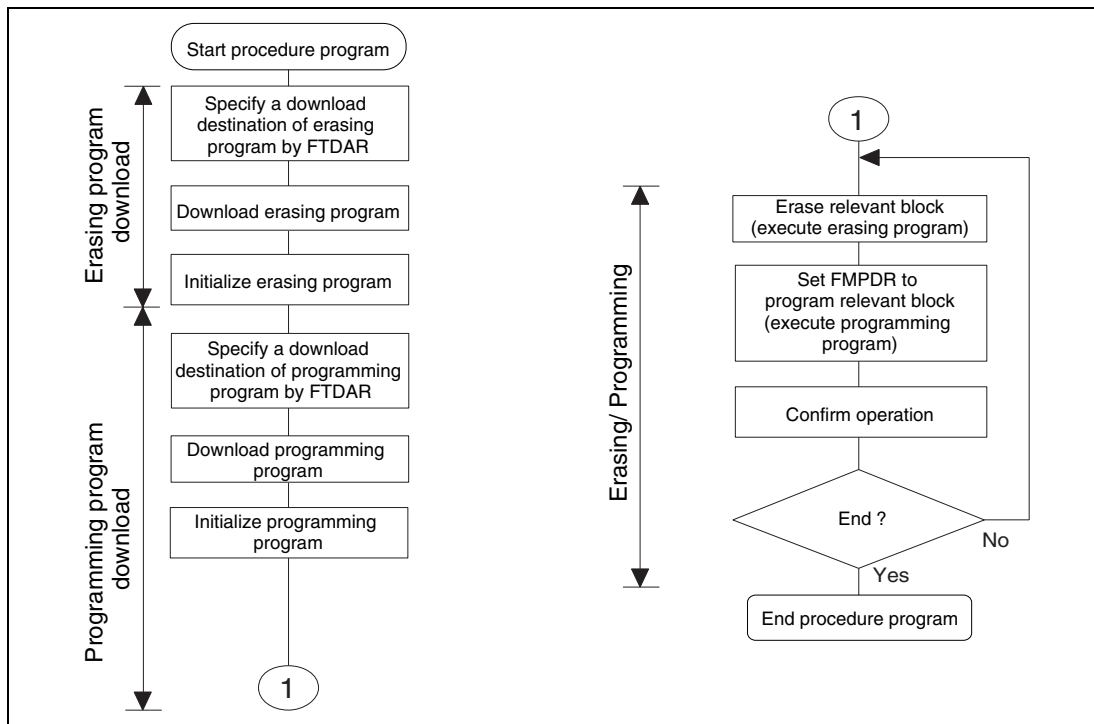 Start procedure program
Erasing program
download
Specify a download
destination of erasing
program by FTDAR
Download erasing program
Initialize erasing program
Programming program
download
Specify a download
destination of programming
program by FTDAR
Download programming
program
Initialize programming
program
1
1
Erasing/ Programming
Erase relevant block
(execute erasing program)
Set FMPDR to
program relevant block
(execute programming
program)
Confirm operation
End ?
No
Yes
End procedure program